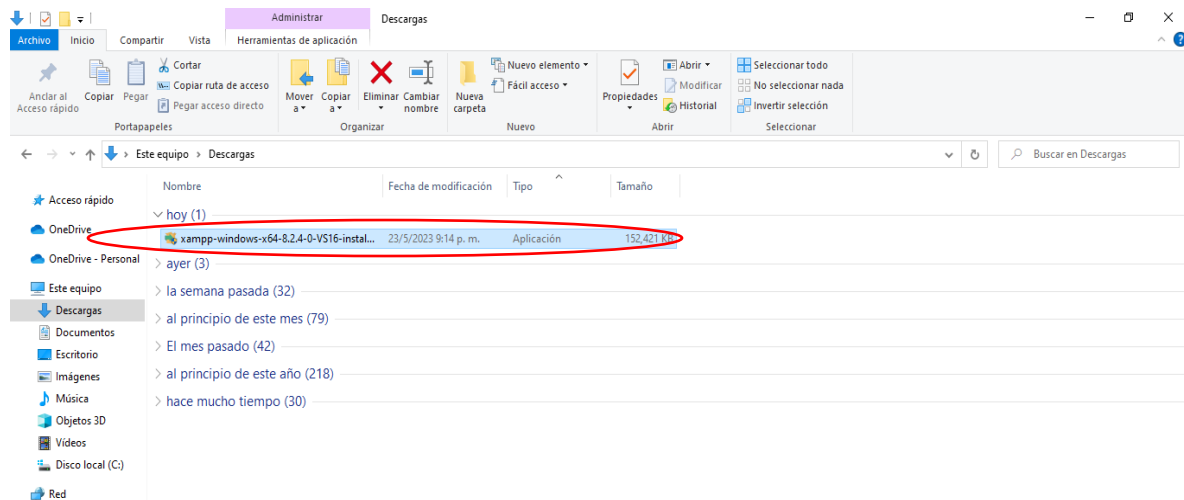 Administrar Descargas
Archivo Inicio Compartir Vista Herramientas de aplicación
Anclar al Acceso rápido
Copiar
Pegar
Cortar
Copiar ruta de acceso
Pegar acceso directo
Portapapeles
Mover a
Copiar a
Eliminar
Cambiar nombre
Organizar
Nueva carpeta
Nuevo elemento
Fácil acceso
Nuevo
Propiedades
Abrir
Modificar
Historial
Abrir
Seleccionar todo
No seleccionar nada
Invertir selección
Seleccionar
Este equipo › Descargas
Buscar en Descargas
Nombre Fecha de modificación Tipo Tamaño
Acceso rápido
OneDrive
OneDrive - Personal
Este equipo
Descargas
Documentos
Escritorio
Imágenes
Música
Objetos 3D
Vídeos
Disco local (C:)
Red
hoy (1)
xampp-windows-x64-8.2.4-0-VS16-instal... 23/5/2023 9:14 p. m. Aplicación 152,421 KB
ayer (3)
la semana pasada (32)
al principio de este mes (79)
El mes pasado (42)
al principio de este año (218)
hace mucho tiempo (30)